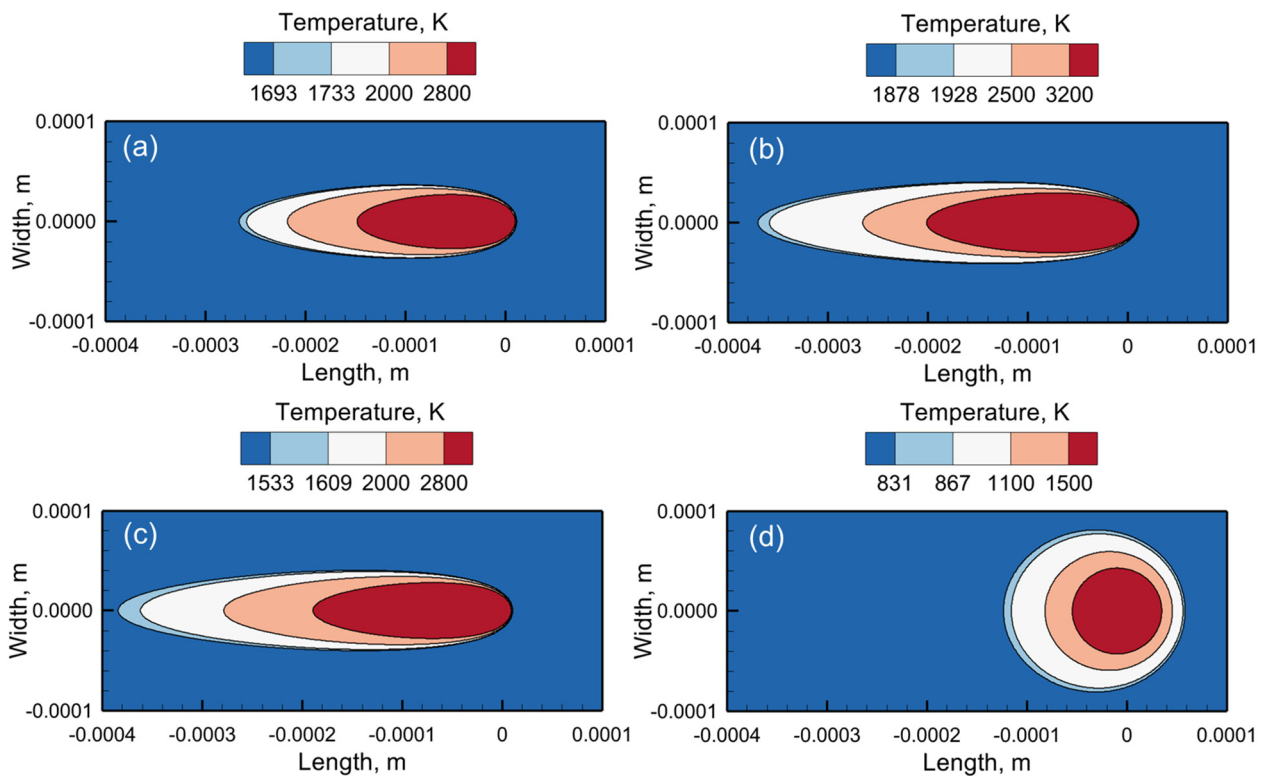 Temperature, K
1693 1733 2000 2800
(a)
0.0001
0.0000
-0.0001
Width, m
-0.0004 -0.0003 -0.0002 -0.0001 0 0.0001
Length, m
Temperature, K
1878 1928 2500 3200
(b)
0.0001
0.0000
-0.0001
Width, m
-0.0004 -0.0003 -0.0002 -0.0001 0 0.0001
Length, m
Temperature, K
1533 1609 2000 2800
(c)
0.0001
0.0000
-0.0001
Width, m
-0.0004 -0.0003 -0.0002 -0.0001 0 0.0001
Length, m
Temperature, K
831 867 1100 1500
(d)
0.0001
0.0000
-0.0001
Width, m
-0.0004 -0.0003 -0.0002 -0.0001 0 0.0001
Length, m